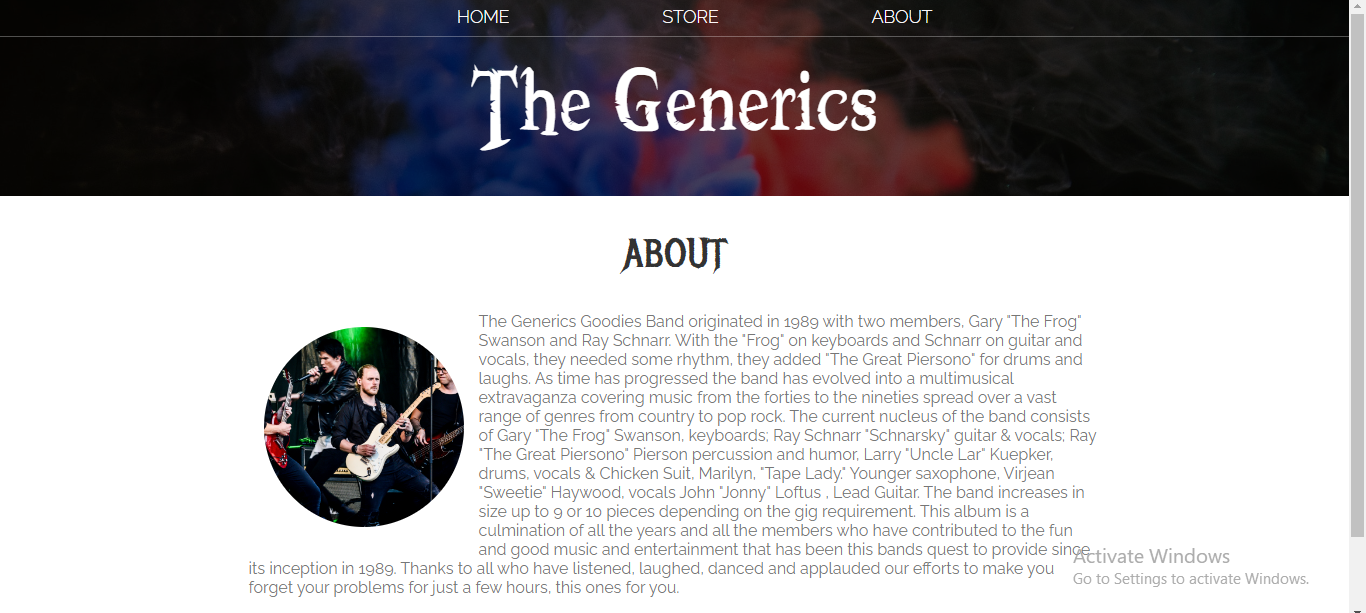 HOME STORE ABOUT
The Generics
ABOUT
The Generics Goodies Band originated in 1989 with two members, Gary "The Frog"
Swanson and Ray Schnarr. With the "Frog" on keyboards and Schnarr on guitar and
vocals, they needed some rhythm, they added "The Great Piersono" for drums and
laughs. As time has progressed the band has evolved into a multimusical
extravaganza covering music from the forties to the nineties spread over a vast
range of genres from country to pop rock. The current nucleus of the band consists
of Gary "The Frog" Swanson, keyboards; Ray Schnarr "Schnarsky" guitar & vocals; Ray
"The Great Piersono" Pierson percussion and humor, Larry "Uncle Lar" Kuepker,
drums, vocals & Chicken Suit, Marilyn, "Tape Lady." Younger saxophone, Virjean
"Sweetie" Haywood, vocals John "Jonny" Loftus , Lead Guitar. The band increases in
size up to 9 or 10 pieces depending on the gig requirement. This album is a
culmination of all the years and all the members who have contributed to the fun
and good music and entertainment that has been this bands quest to provide since
its inception in 1989. Thanks to all who have listened, laughed, danced and applauded our efforts to make you
forget your problems for just a few hours, this ones for you.
Activate Windows
Go to Settings to activate Windows.